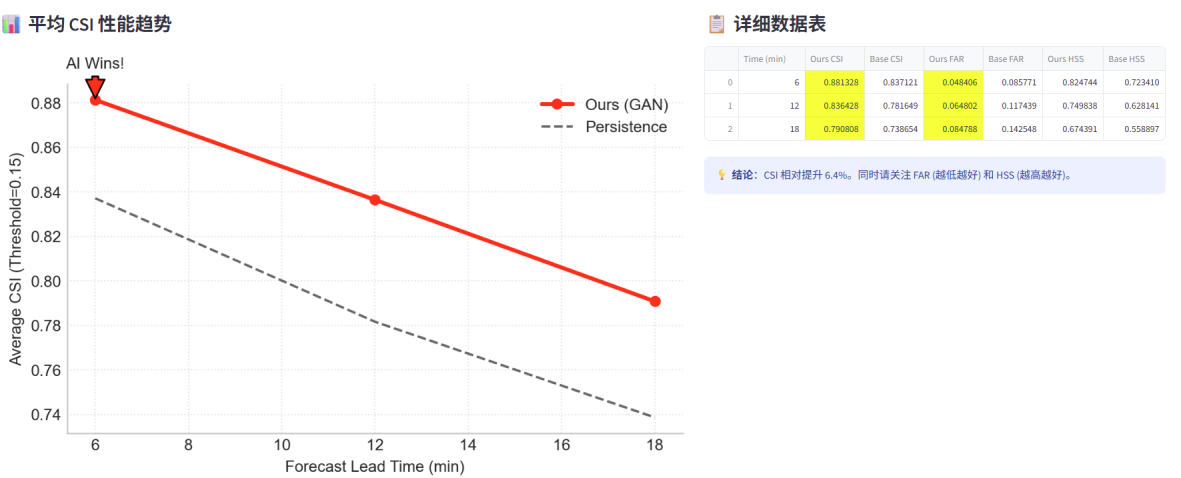 平均 CSI 性能趋势
AI Wins!
Ours (GAN)
Persistence
Average CSI (Threshold=0.15)
0.88
0.86
0.84
0.82
0.80
0.78
0.76
0.74
6 8 10 12 14 16 18
Forecast Lead Time (min)
详细数据表
Time (min) Ours CSI Base CSI Ours FAR Base FAR Ours HSS Base HSS
0 6 0.881328 0.837121 0.048406 0.085771 0.824744 0.723410
1 12 0.836428 0.781649 0.064802 0.117439 0.749838 0.628141
2 18 0.790808 0.738654 0.084788 0.142548 0.674391 0.558897
结论：CSI 相对提升 6.4%。同时请关注 FAR (越低越好) 和 HSS (越高越好)。